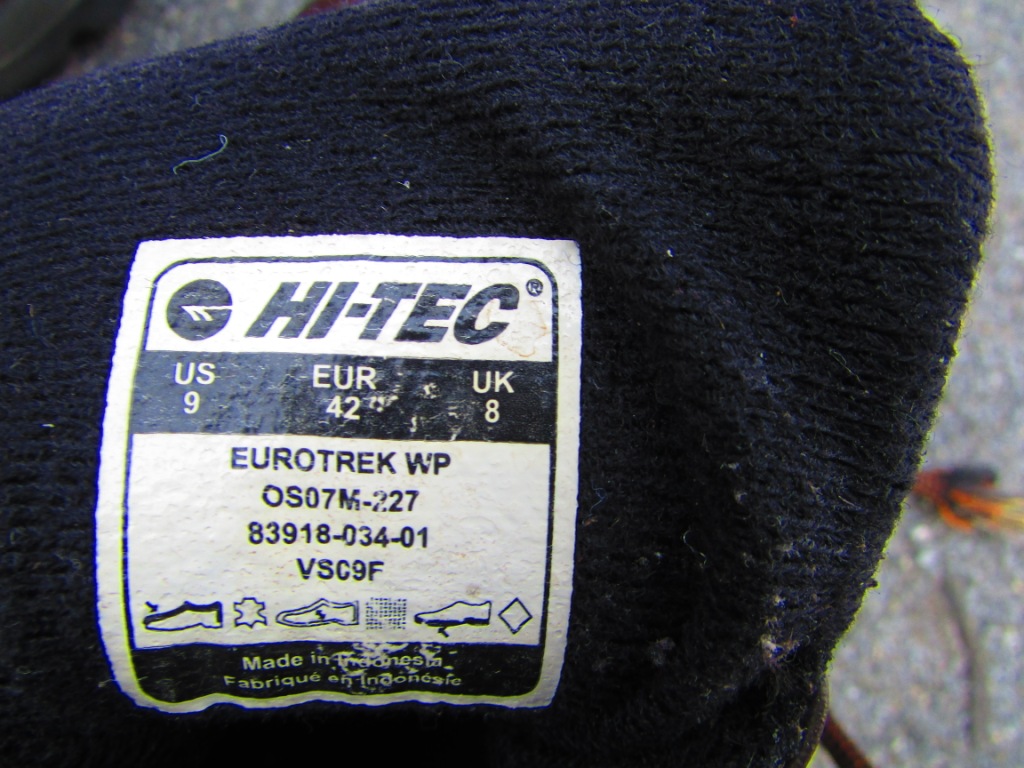 HI-TEC®
US EUR UK
9 42 8
EUROTREK WP
OS07M-227
83918-034-01
VS09F
Made in Indonesia
Fabriqué en Indonésie